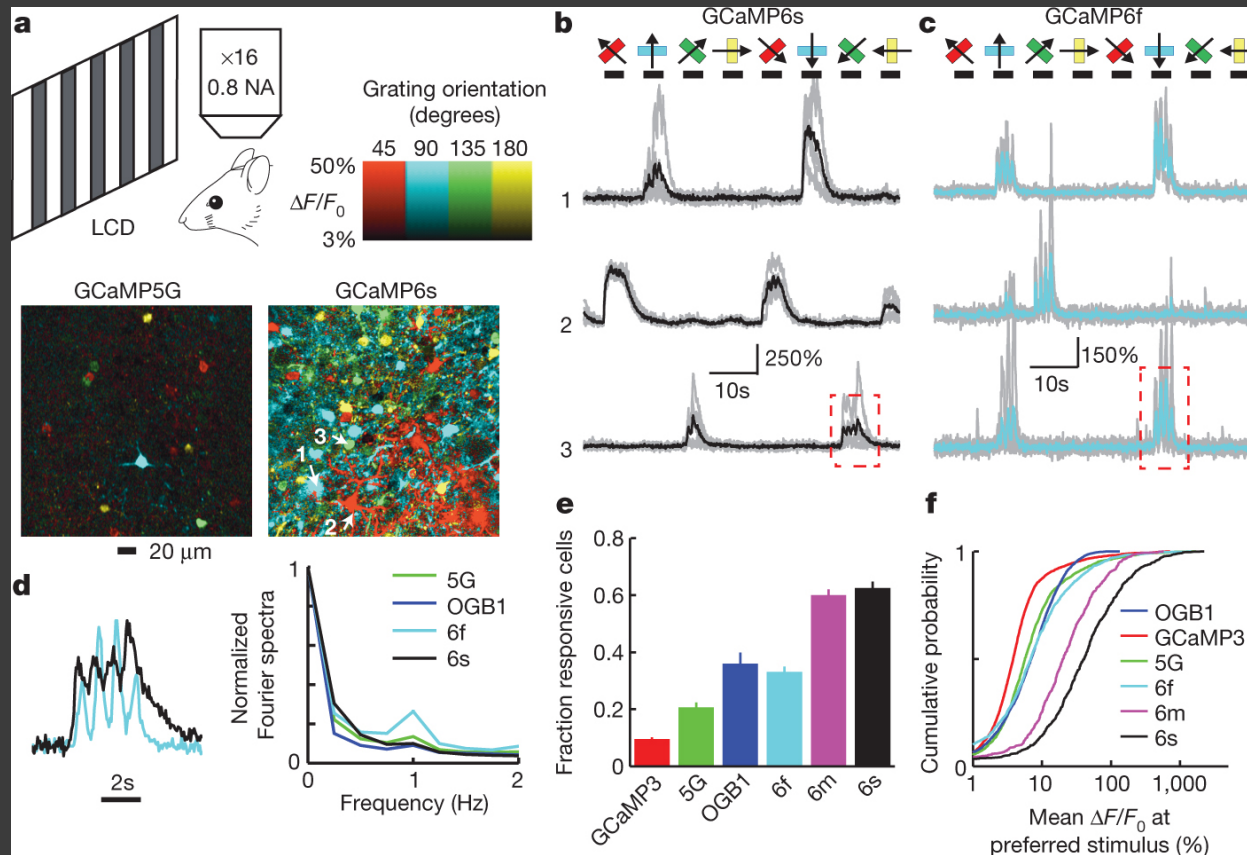 a
×16
0.8 NA
LCD
Grating orientation
(degrees)
45 90 135 180
50%
ΔF/F0
3%
GCaMP5G
GCaMP6s
3
1
2
20 μm
b
GCaMP6s
1
2
3
250%
10s
c
GCaMP6f
150%
10s
d
2s
Normalized
Fourier spectra
1
0
0 1 2
Frequency (Hz)
5G
OGB1
6f
6s
e
Fraction responsive cells
0.8
0.6
0.4
0.2
0
GCaMP3
5G
OGB1
6f
6m
6s
f
Cumulative probability
1
0
1 10 100 1,000
Mean ΔF/F0 at
preferred stimulus (%)
OGB1
GCaMP3
5G
6f
6m
6s